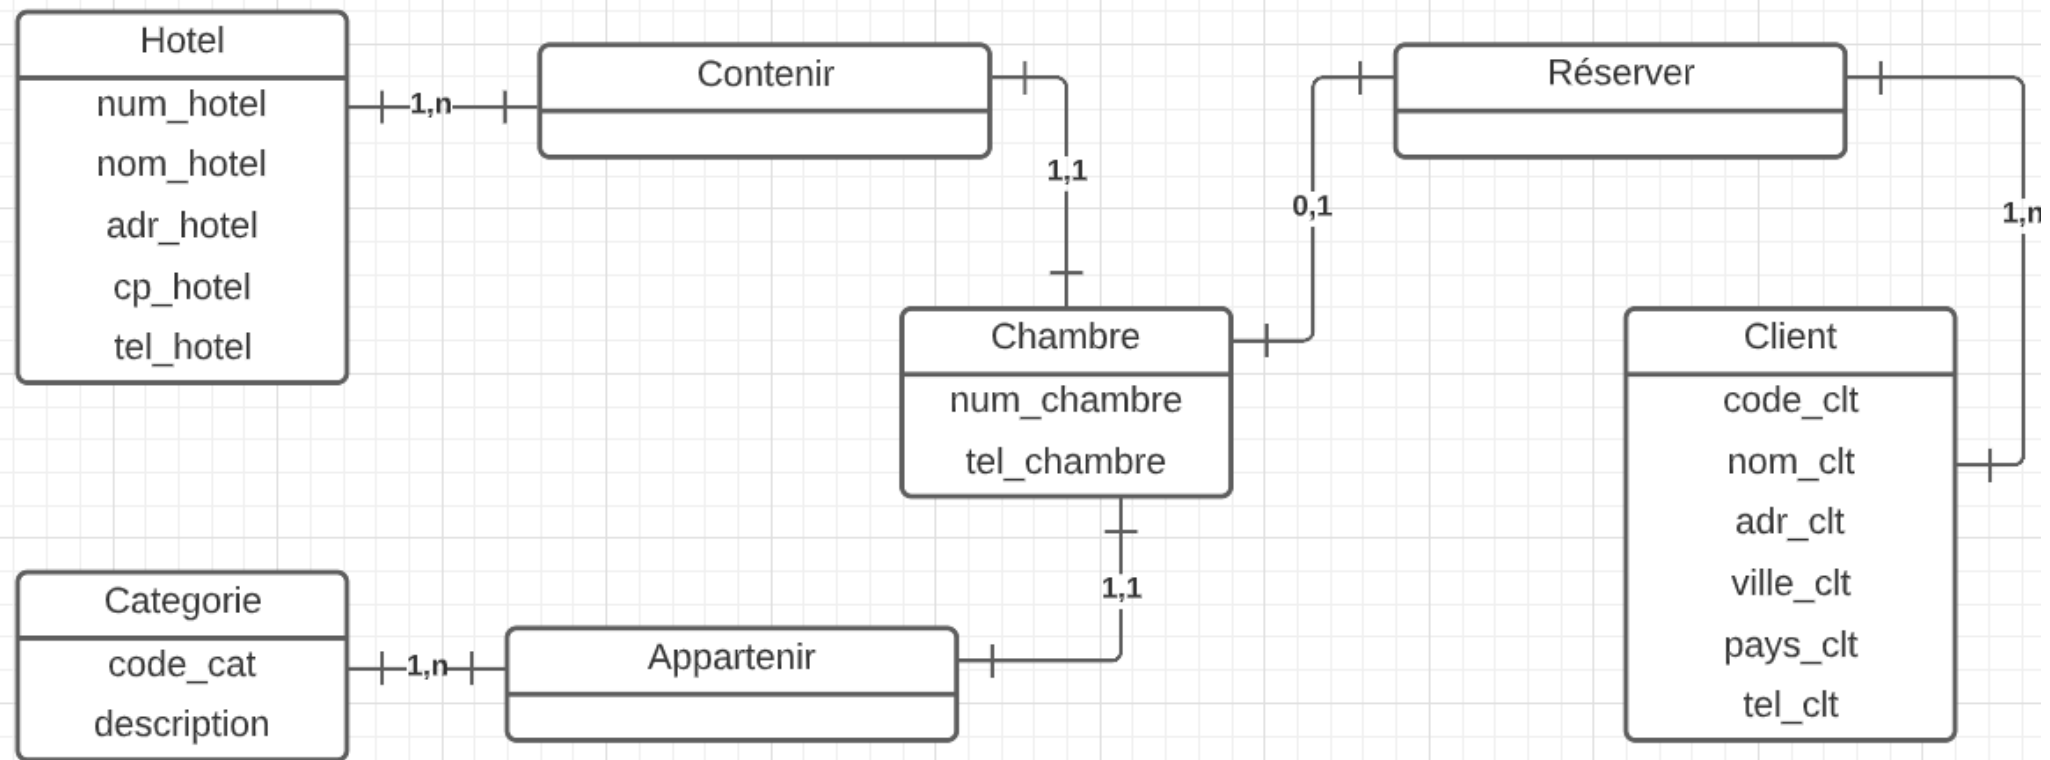 Hotel
num_hotel
nom_hotel
adr_hotel
cp_hotel
tel_hotel
1,n
Contenir
1,1
Réserver
0,1
1,n
Chambre
num_chambre
tel_chambre
Client
code_clt
nom_clt
adr_clt
ville_clt
pays_clt
tel_clt
Categorie
code_cat
description
1,n
Appartenir
1,1